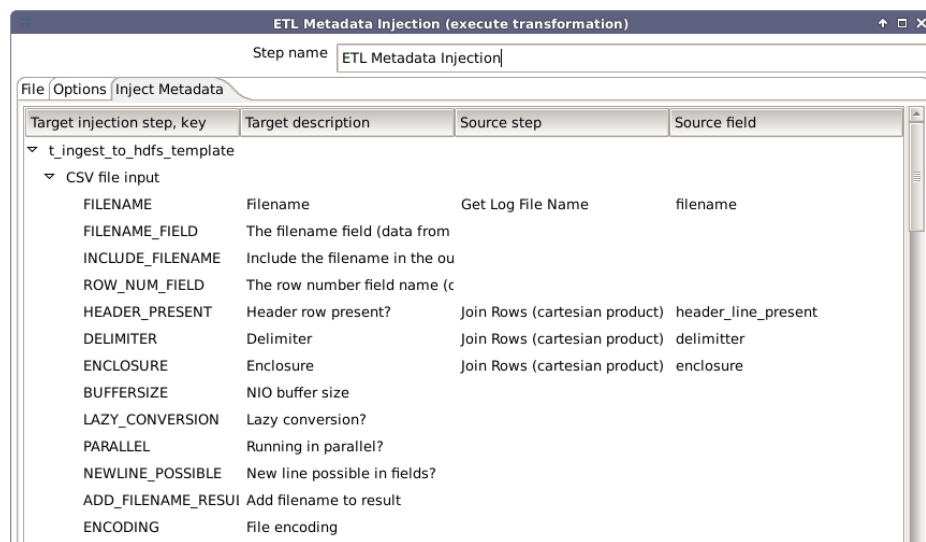 ETL Metadata Injection (execute transformation)
Step name ETL Metadata Injection
File Options Inject Metadata
Target injection step, key Target description Source step Source field
t_ingest_to_hdfs_template
CSV file input
FILENAME Filename Get Log File Name filename
FILENAME_FIELD The filename field (data from
INCLUDE_FILENAME Include the filename in the ou
ROW_NUM_FIELD The row number field name (c
HEADER_PRESENT Header row present? Join Rows (cartesian product) header_line_present
DELIMITER Delimiter Join Rows (cartesian product) delimitter
ENCLOSURE Enclosure Join Rows (cartesian product) enclosure
BUFFERSIZE NIO buffer size
LAZY_CONVERSION Lazy conversion?
PARALLEL Running in parallel?
NEWLINE_POSSIBLE New line possible in fields?
ADD_FILENAME_RESUI Add filename to result
ENCODING File encoding